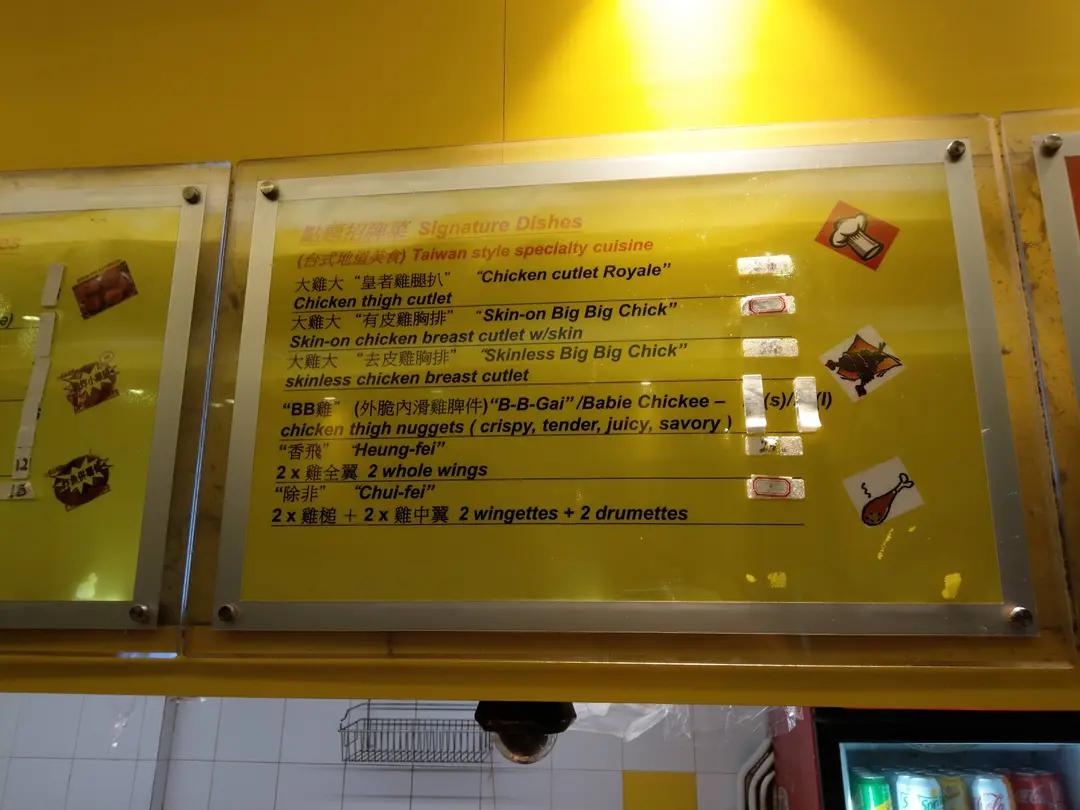 點題招牌菜 Signature Dishes
(台式地道美食) Taiwan style specialty cuisine
大雞大 “皇者雞腿扒” “Chicken cutlet Royale”
Chicken thigh cutlet
大雞大 “有皮雞胸排” “Skin-on Big Big Chick”
Skin-on chicken breast cutlet w/skin
大雞大 “去皮雞胸排” “Skinless Big Big Chick”
skinless chicken breast cutlet
“BB雞” (外脆內滑雞脾件)“B-B-Gai” /Babie Chickee – (s)/ (l)
chicken thigh nuggets ( crispy, tender, juicy, savory )
“香飛” “Heung-fei”
2 x 雞全翼 2 whole wings
“除非” “Chui-fei”
2 x 雞槌 + 2 x 雞中翼 2 wingettes + 2 drumettes
12